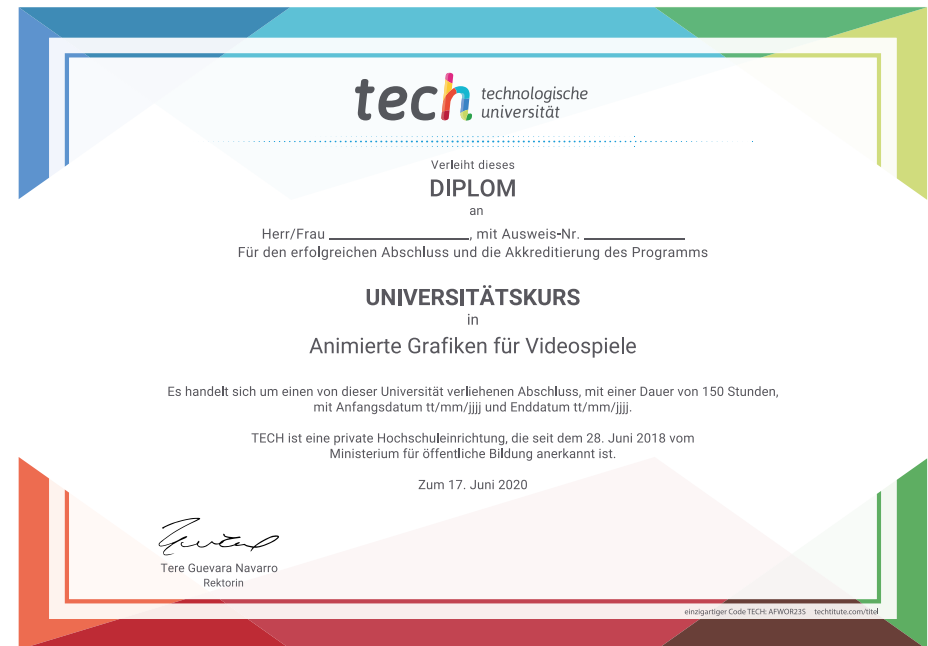 tech technologische
universität
Verleiht dieses
DIPLOM
an
Herr/Frau ____________________, mit Ausweis-Nr. ______________
Für den erfolgreichen Abschluss und die Akkreditierung des Programms
UNIVERSITÄTSKURS
in
Animierte Grafiken für Videospiele
Es handelt sich um einen von dieser Universität verliehenen Abschluss, mit einer Dauer von 150 Stunden,
mit Anfangsdatum tt/mm/jjjj und Enddatum tt/mm/jjjj.
TECH ist eine private Hochschuleinrichtung, die seit dem 28. Juni 2018 vom
Ministerium für öffentliche Bildung anerkannt ist.
Zum 17. Juni 2020
Tere Guevara Navarro
Rektorin
einzigartiger Code TECH: AFWOR23S techtitute.com/titel